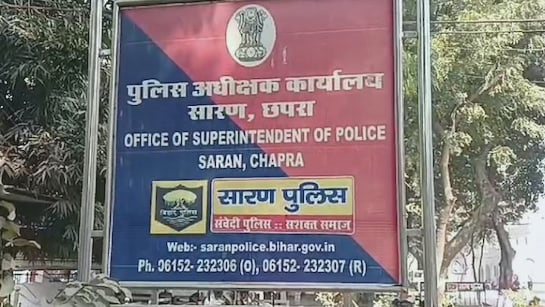 पुलिस अधीक्षक कार्यालय
सारण, छपरा
OFFICE OF SUPERINTENDENT OF POLICE
SARAN, CHAPRA
बिहार पुलिस
सारण पुलिस
संवेदी पुलिस :: सशक्त समाज
Web:- saranpolice.bihar.gov.in
Ph. 06152- 232306 (O), 06152- 232307 (R)